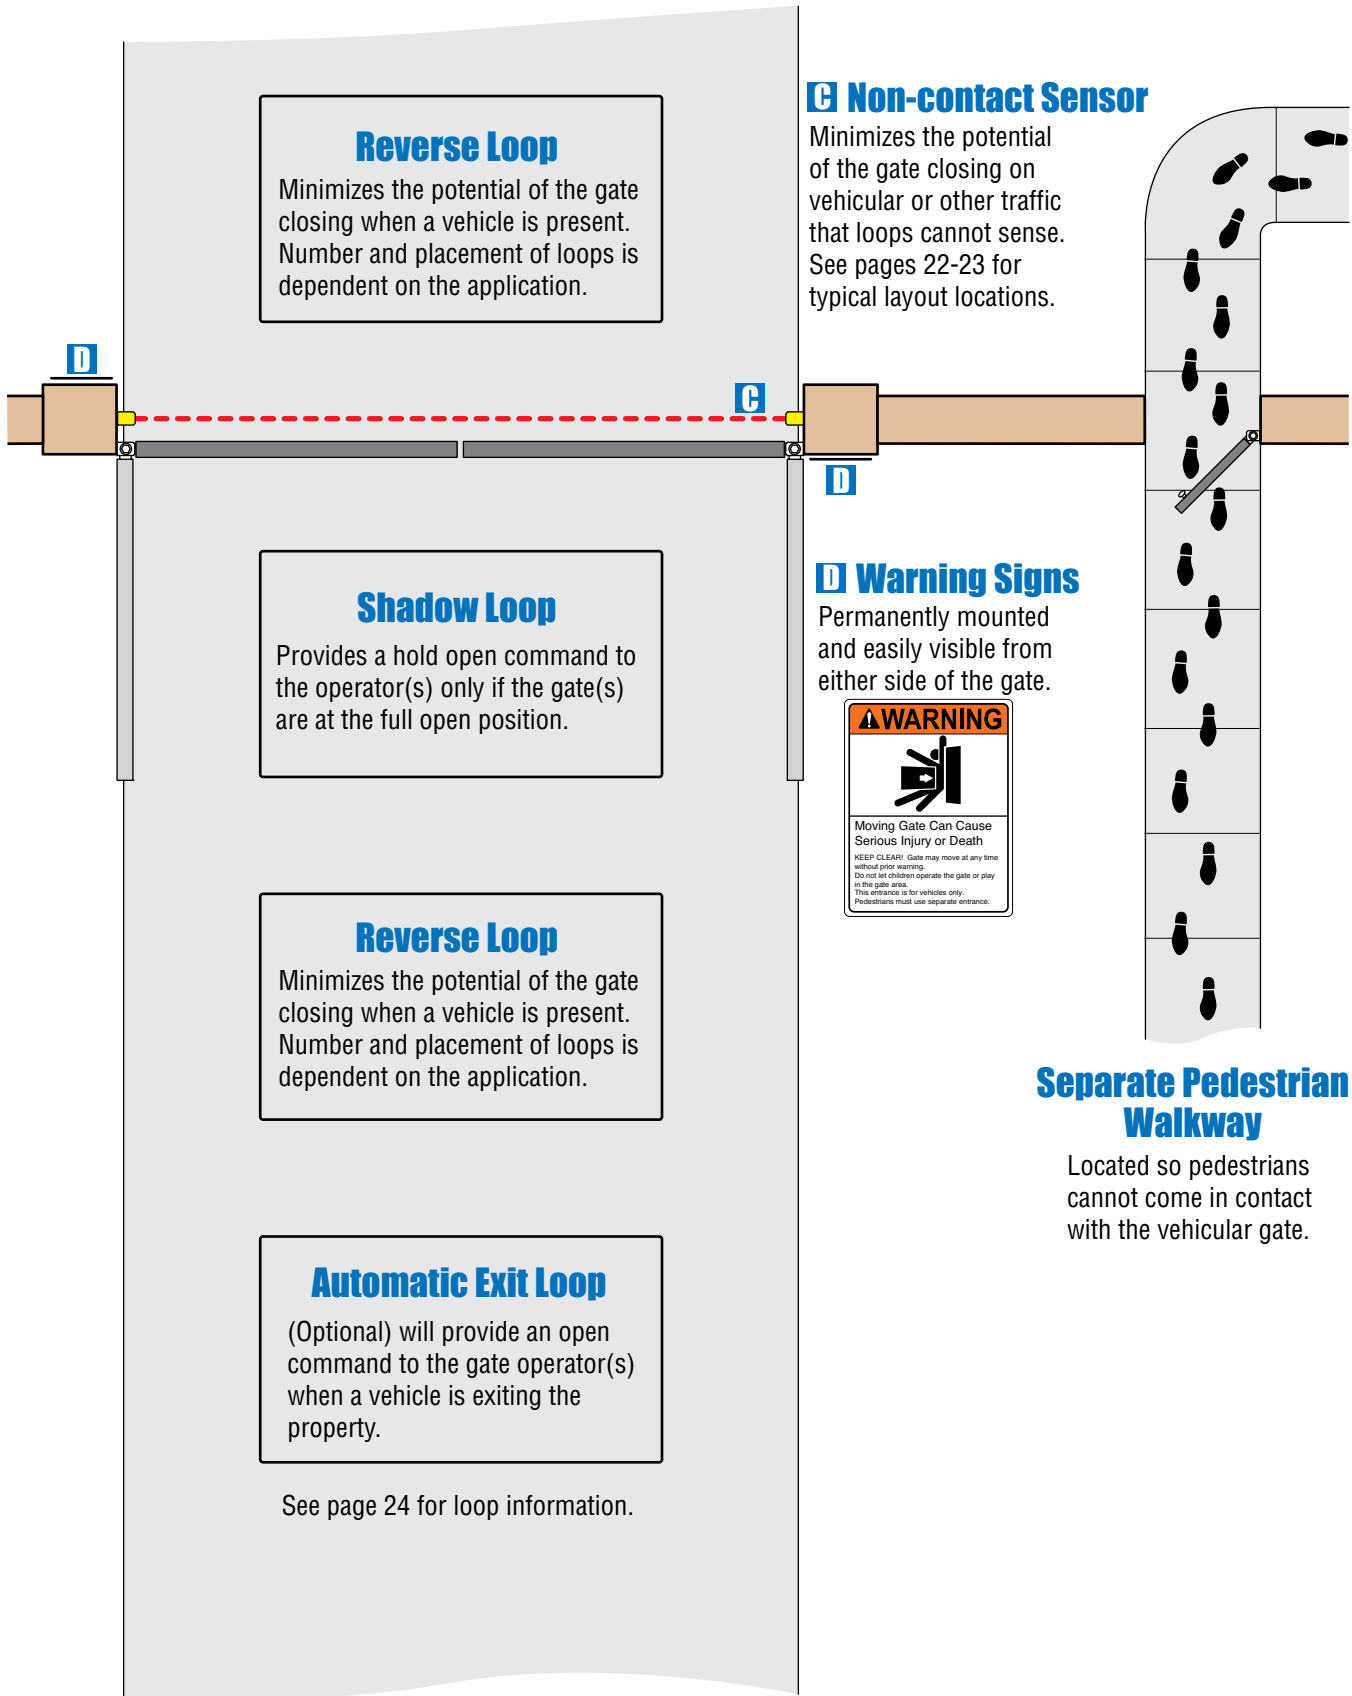 Reverse Loop
Minimizes the potential of the gate
closing when a vehicle is present.
Number and placement of loops is
dependent on the application.
C Non-contact Sensor
Minimizes the potential
of the gate closing on
vehicular or other traffic
that loops cannot sense.
See pages 22-23 for
typical layout locations.
D
C
D
Shadow Loop
Provides a hold open command to
the operator(s) only if the gate(s)
are at the full open position.
D Warning Signs
Permanently mounted
and easily visible from
either side of the gate.
WARNING
Moving Gate Can Cause
Serious Injury or Death
KEEP CLEAR! Gate may move at any time
without prior warning.
Do not let children operate the gate or play
in the gate area.
This entrance is for vehicles only.
Pedestrians must use separate entrance.
Reverse Loop
Minimizes the potential of the gate
closing when a vehicle is present.
Number and placement of loops is
dependent on the application.
Separate Pedestrian
Walkway
Located so pedestrians
cannot come in contact
with the vehicular gate.
Automatic Exit Loop
(Optional) will provide an open
command to the gate operator(s)
when a vehicle is exiting the
property.
See page 24 for loop information.